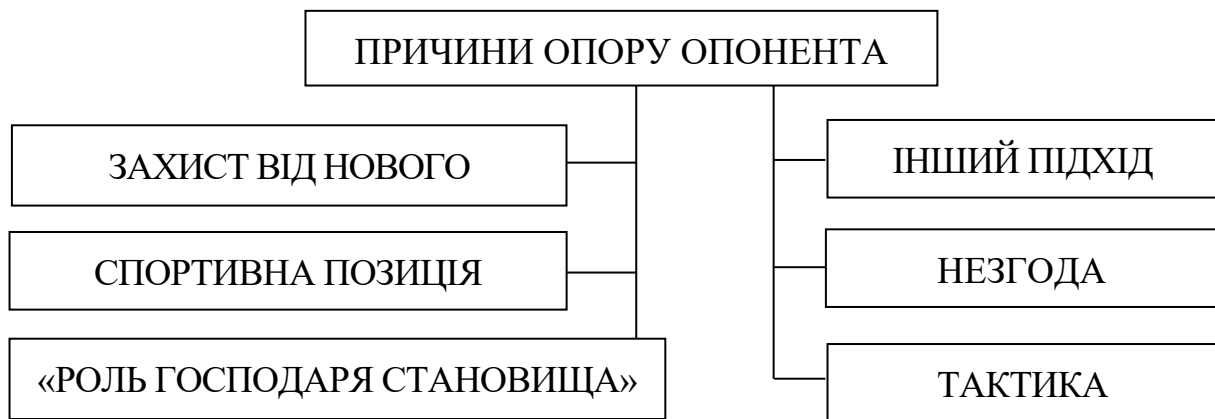 ПРИЧИНИ ОПОРУ ОПОНЕНТА
ЗАХИСТ ВІД НОВОГО
ІНШИЙ ПІДХІД
СПОРТИВНА ПОЗИЦІЯ
НЕЗГОДА
«РОЛЬ ГОСПОДАРЯ СТАНОВИЩА»
ТАКТИКА